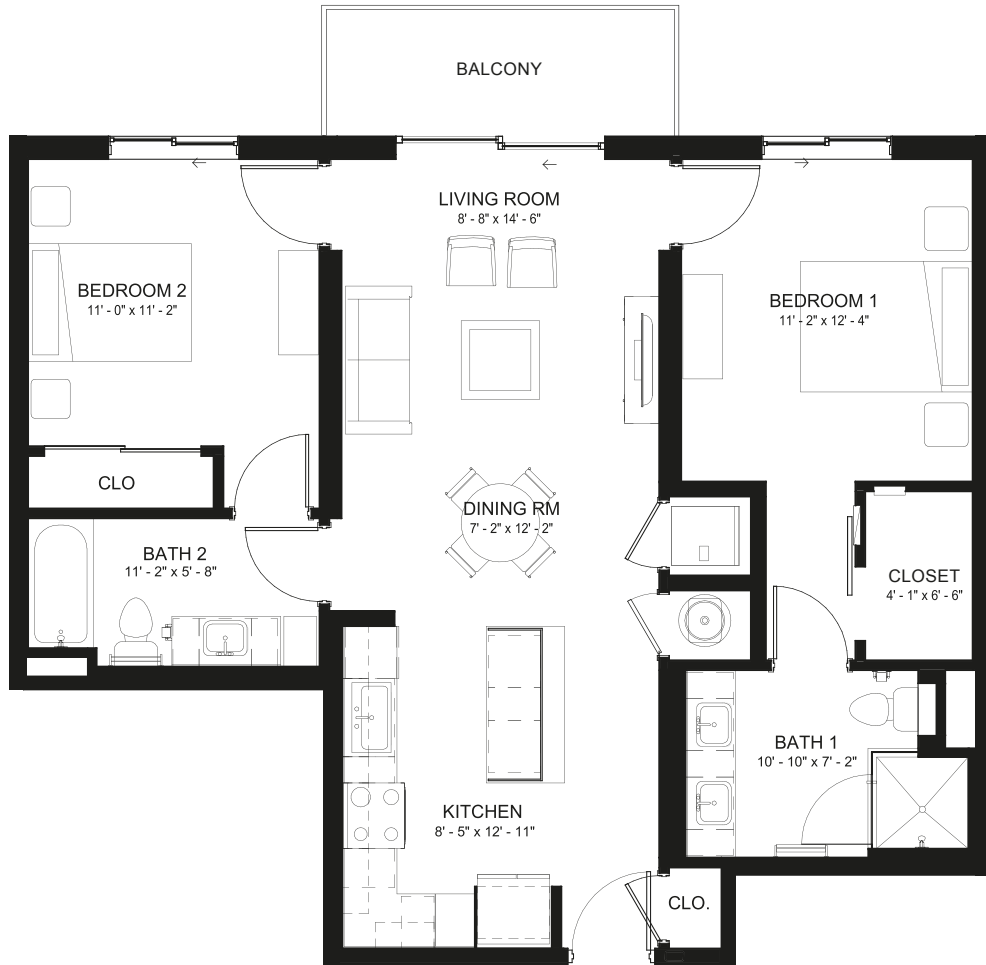 BALCONY
LIVING ROOM
8' - 8" x 14' - 6"
BEDROOM 2
11' - 0" x 11' - 2"
BEDROOM 1
11' - 2" x 12' - 4"
CLO
DINING RM
7' - 2" x 12' - 2"
BATH 2
11' - 2" x 5' - 8"
CLOSET
4' - 1" x 6' - 6"
BATH 1
10' - 10" x 7' - 2"
KITCHEN
8' - 5" x 12' - 11"
CLO.